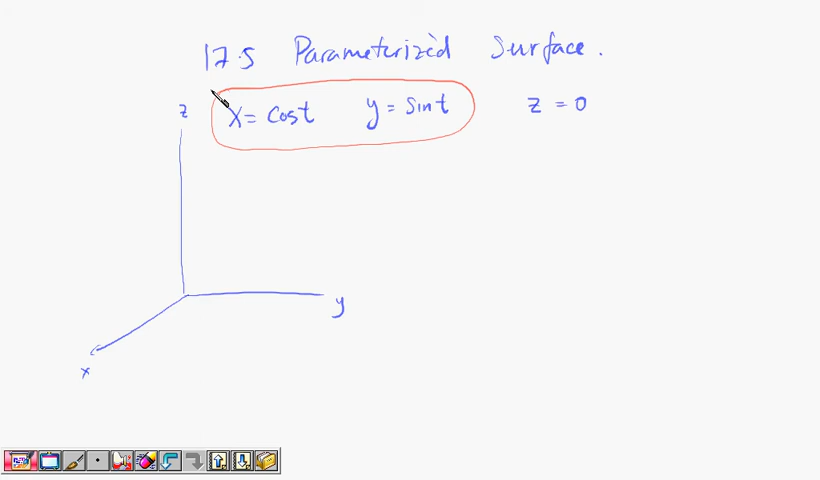 17.5 Parameterized Surface.
x = cost y = sint z = 0
z
y
x